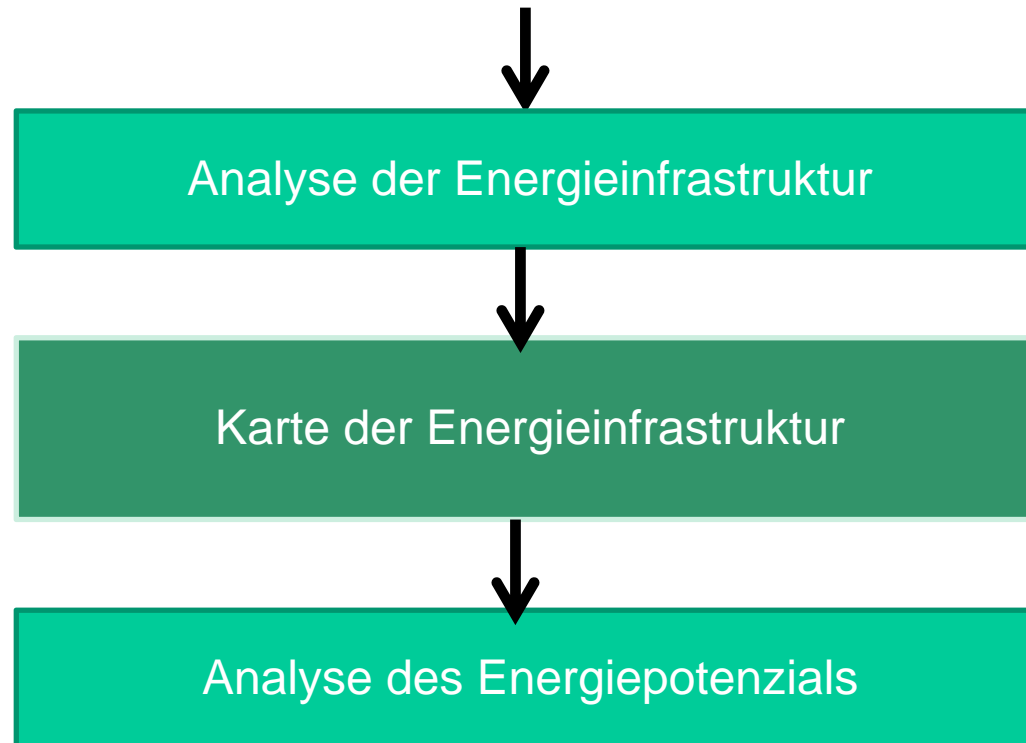 Analyse der Energieinfrastruktur
Karte der Energieinfrastruktur
Analyse des Energiepotenzials